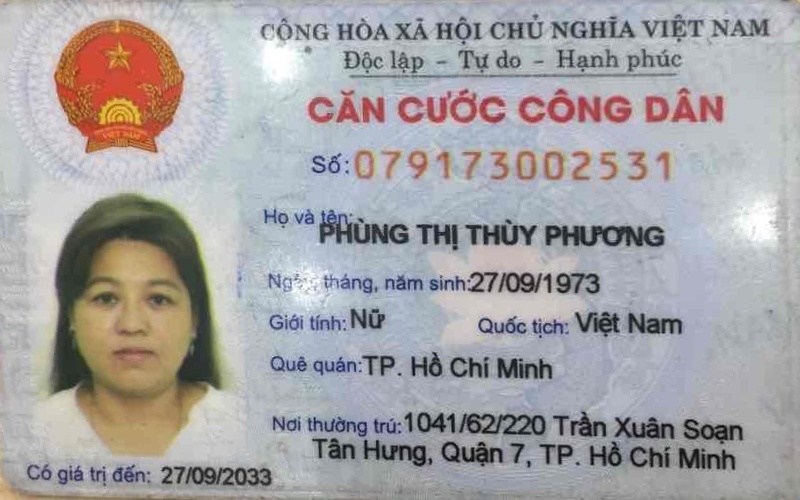 CỘNG HÒA XÃ HỘI CHỦ NGHĨA VIỆT NAM
Độc lập - Tự do - Hạnh phúc
CĂN CƯỚC CÔNG DÂN
Số: 079173002531
Họ và tên: PHÙNG THỊ THÙY PHƯƠNG
Ngày, tháng, năm sinh: 27/09/1973
Giới tính: Nữ Quốc tịch: Việt Nam
Quê quán: TP. Hồ Chí Minh
Nơi thường trú: 1041/62/220 Trần Xuân Soạn
Tân Hưng, Quận 7, TP. Hồ Chí Minh
Có giá trị đến: 27/09/2033
VIỆT NAM